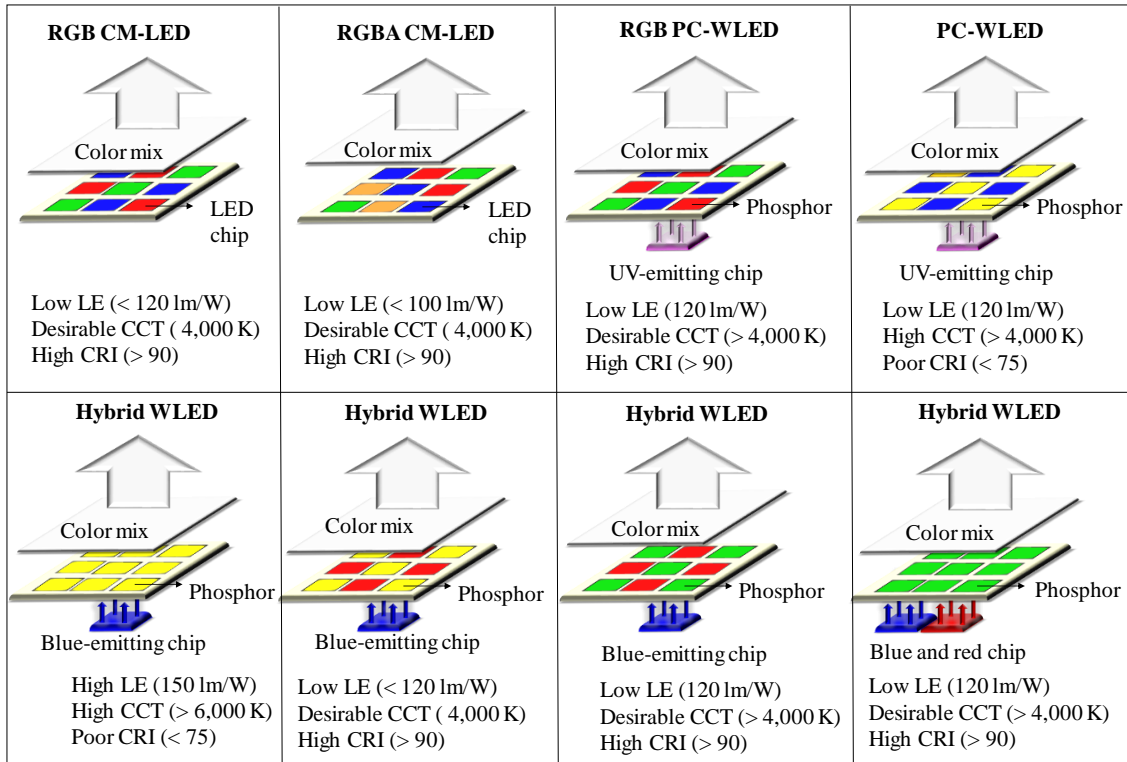 RGB CM-LED
Color mix
LED
chip
Low LE (< 120 lm/W)
Desirable CCT ( 4,000 K)
High CRI (> 90)
RGBA CM-LED
Color mix
LED
chip
Low LE (< 100 lm/W)
Desirable CCT ( 4,000 K)
High CRI (> 90)
RGB PC-WLED
Color mix
Phosphor
UV-emitting chip
Low LE (120 lm/W)
Desirable CCT (> 4,000 K)
High CRI (> 90)
PC-WLED
Color mix
Phosphor
UV-emitting chip
Low LE (120 lm/W)
High CCT (> 4,000 K)
Poor CRI (< 75)
Hybrid WLED
Color mix
Phosphor
Blue-emitting chip
High LE (150 lm/W)
High CCT (> 6,000 K)
Poor CRI (< 75)
Hybrid WLED
Color mix
Phosphor
Blue-emitting chip
Low LE (< 120 lm/W)
Desirable CCT ( 4,000 K)
High CRI (> 90)
Hybrid WLED
Color mix
Phosphor
Blue-emitting chip
Low LE (120 lm/W)
Desirable CCT (> 4,000 K)
High CRI (> 90)
Hybrid WLED
Color mix
Phosphor
Blue and red chip
Low LE (120 lm/W)
Desirable CCT (> 4,000 K)
High CRI (> 90)